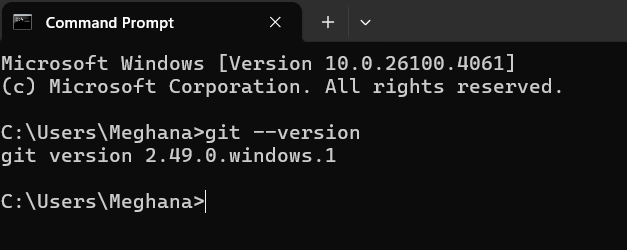 Command Prompt
Microsoft Windows [Version 10.0.26100.4061]
(c) Microsoft Corporation. All rights reserved.
C:\Users\Meghana>git --version
git version 2.49.0.windows.1
C:\Users\Meghana>